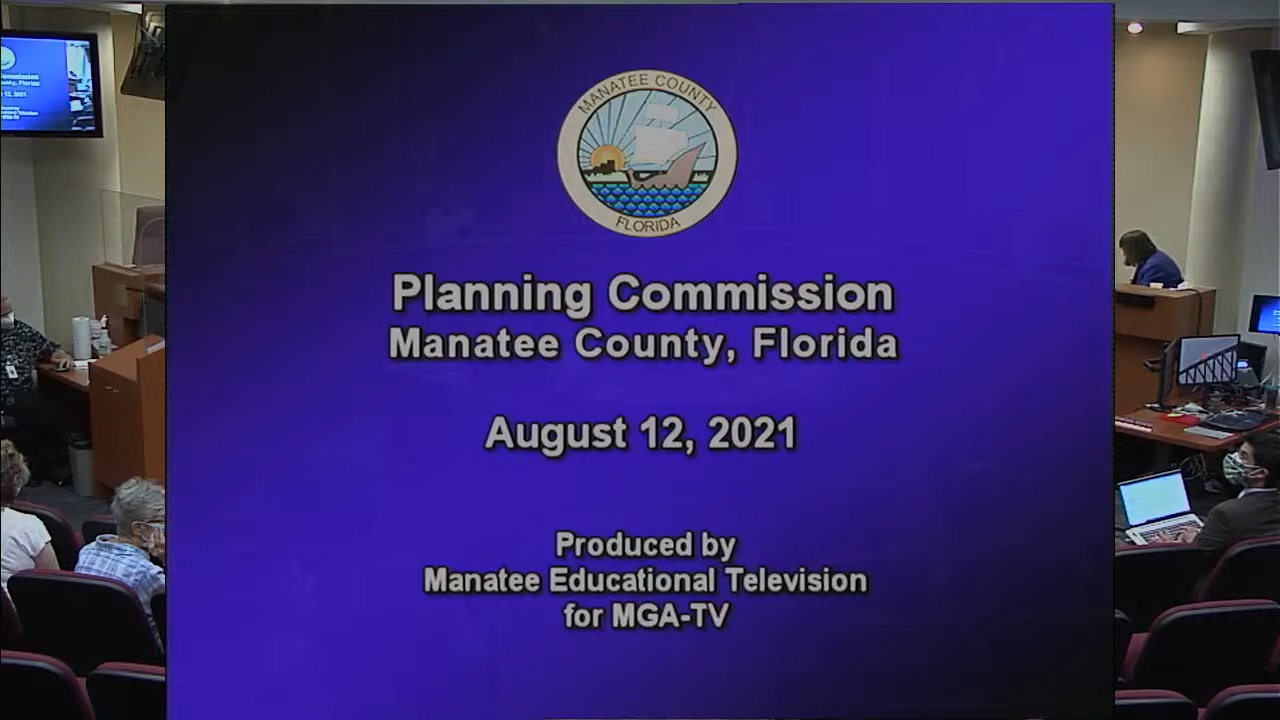 MANATEE COUNTY
FLORIDA
Planning Commission
Manatee County, Florida
August 12, 2021
Produced by
Manatee Educational Television
for MGA-TV